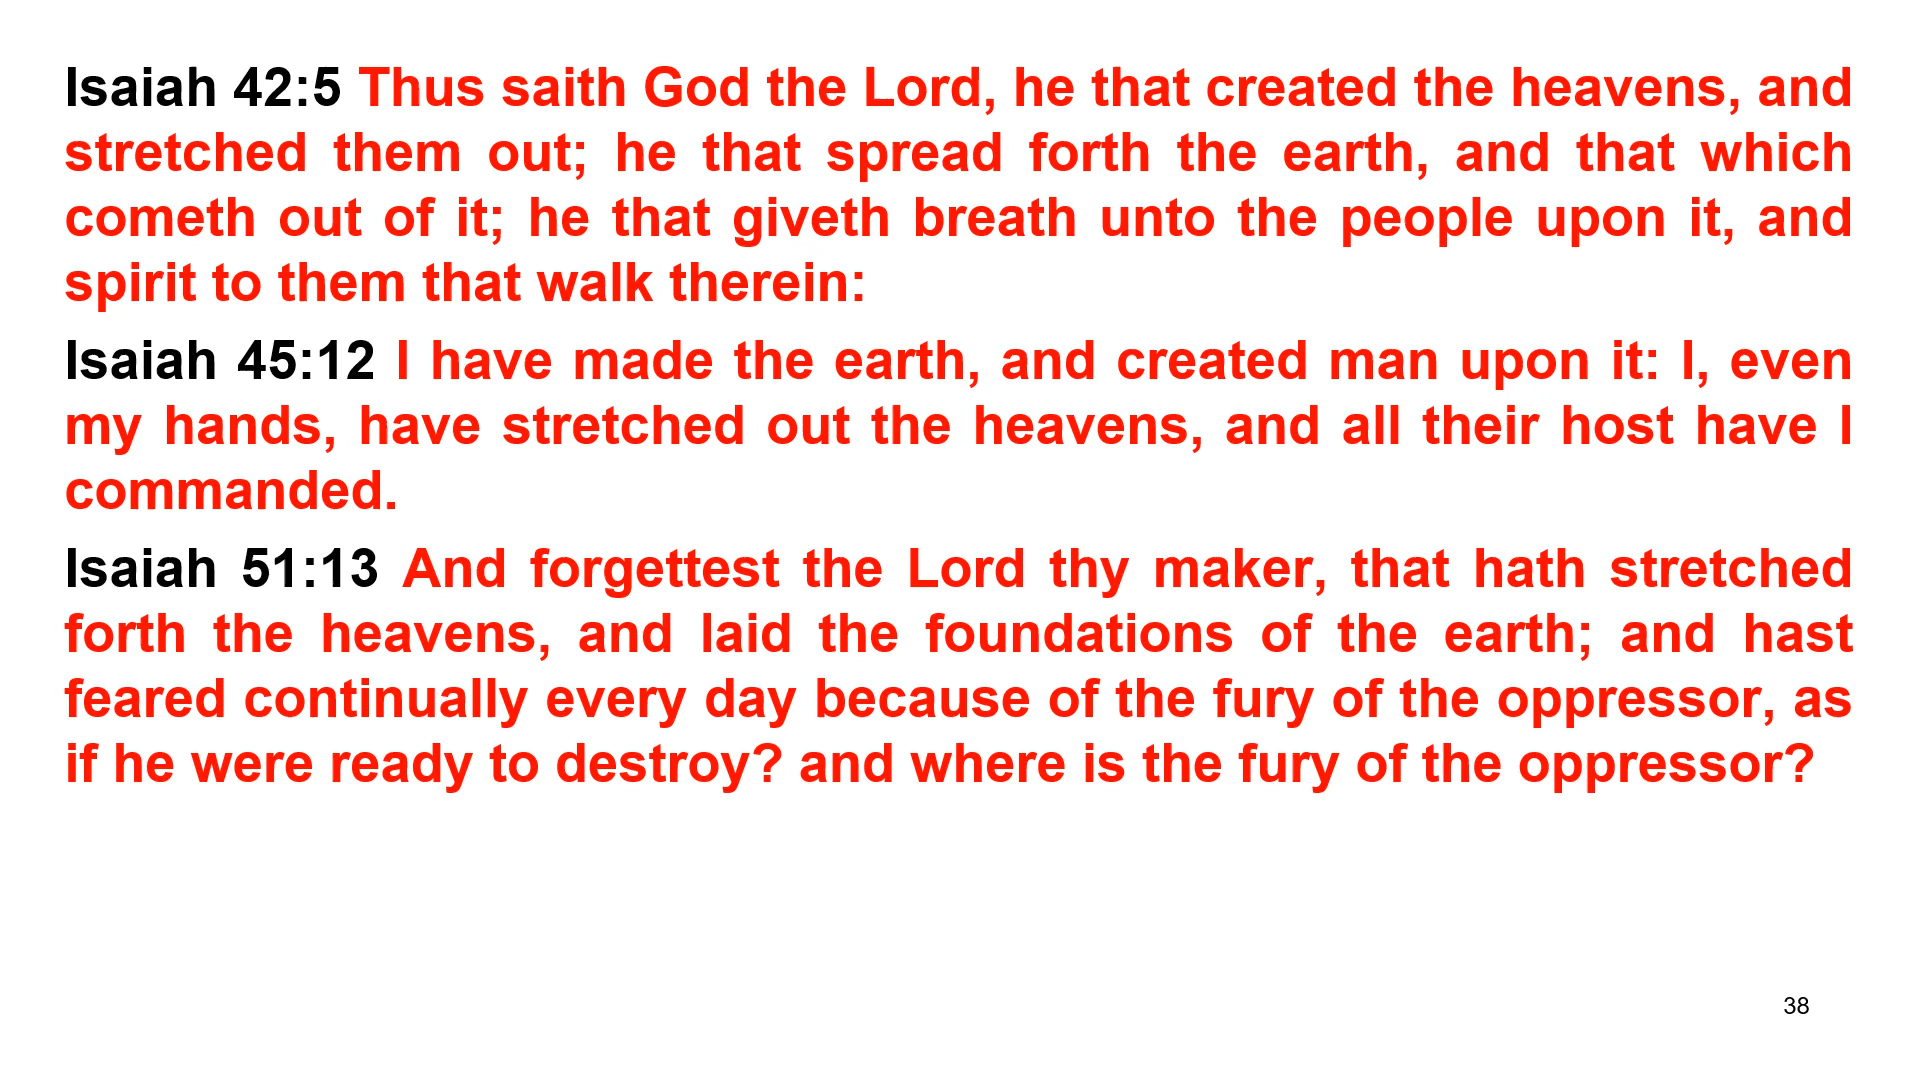 Isaiah 42:5 Thus saith God the Lord, he that created the heavens, and
stretched them out; he that spread forth the earth, and that which
cometh out of it; he that giveth breath unto the people upon it, and
spirit to them that walk therein:
Isaiah 45:12 I have made the earth, and created man upon it: I, even
my hands, have stretched out the heavens, and all their host have I
commanded.
Isaiah 51:13 And forgettest the Lord thy maker, that hath stretched
forth the heavens, and laid the foundations of the earth; and hast
feared continually every day because of the fury of the oppressor, as
if he were ready to destroy? and where is the fury of the oppressor?
38